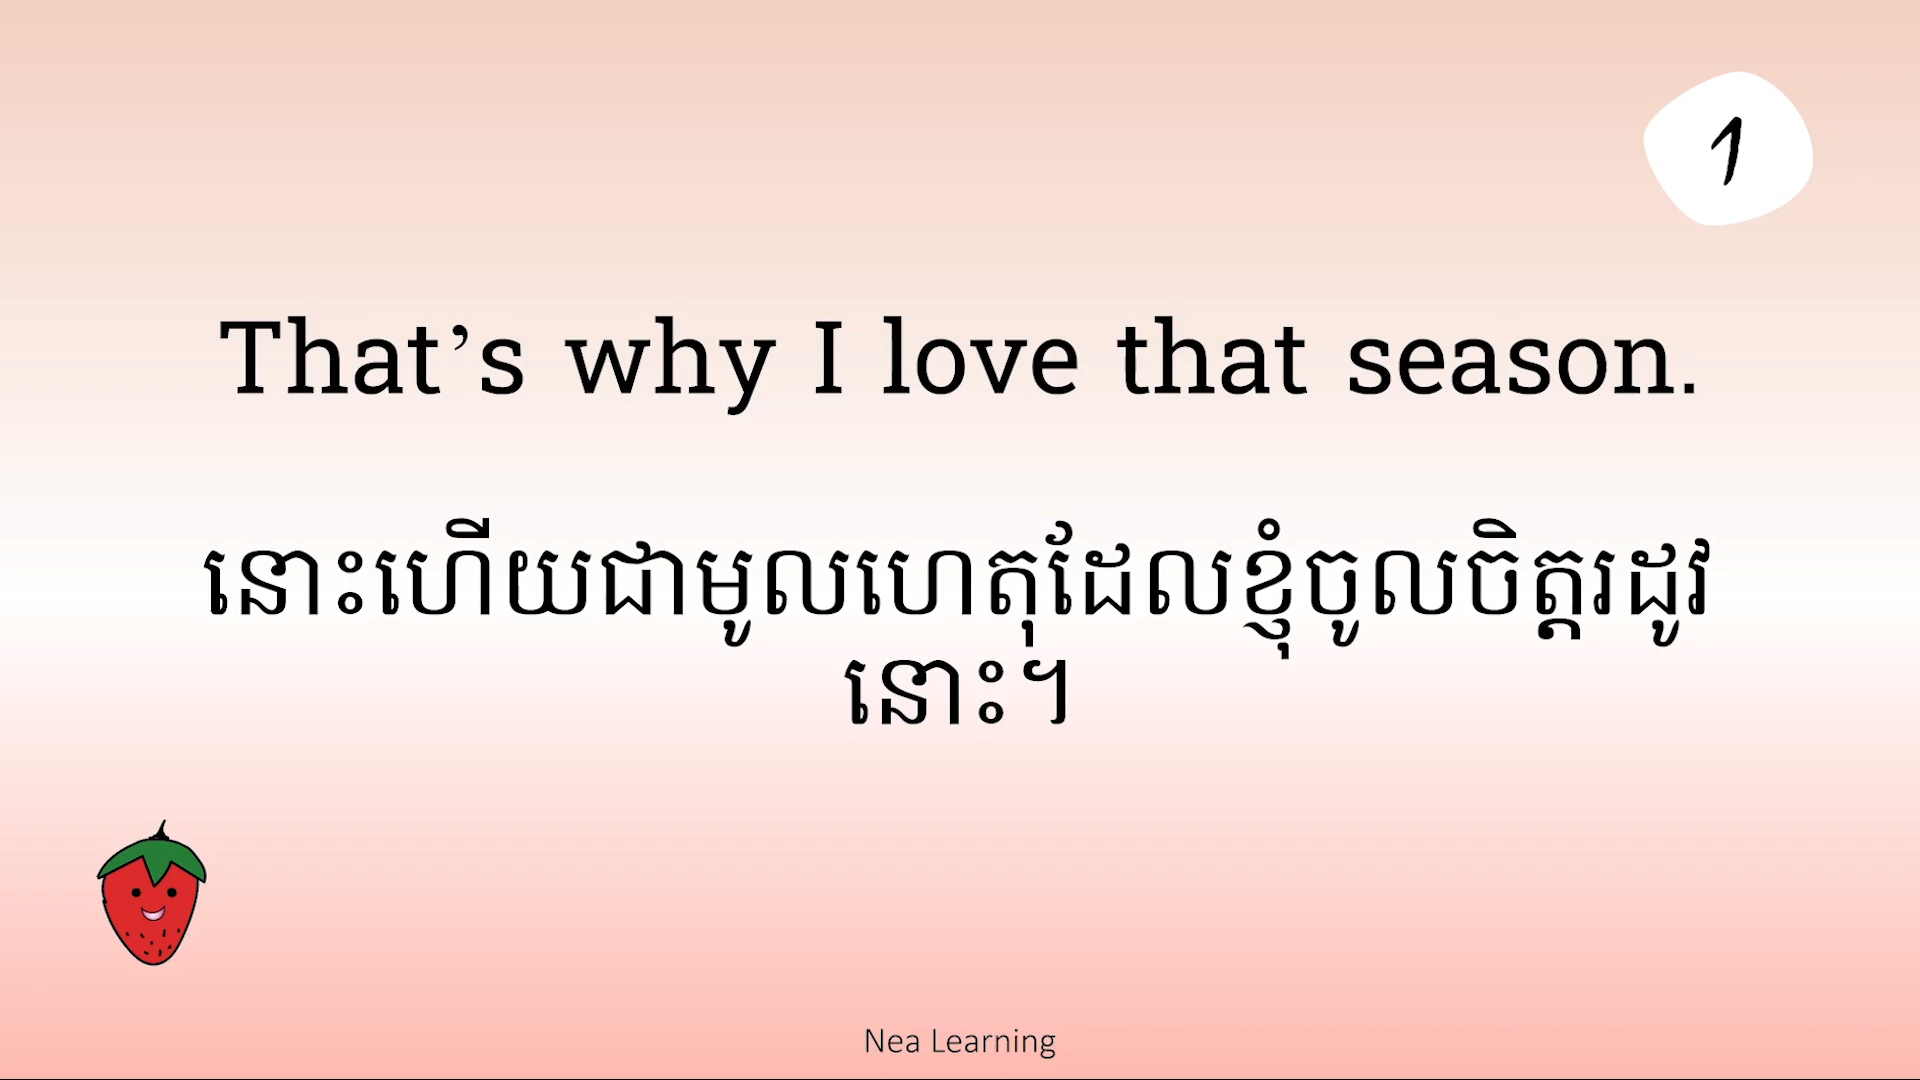 1
That’s why I love that season.
នោះហើយជាមូលហេតុដែលខ្ញុំចូលចិត្តរដូវ
នោះ។
Nea Learning